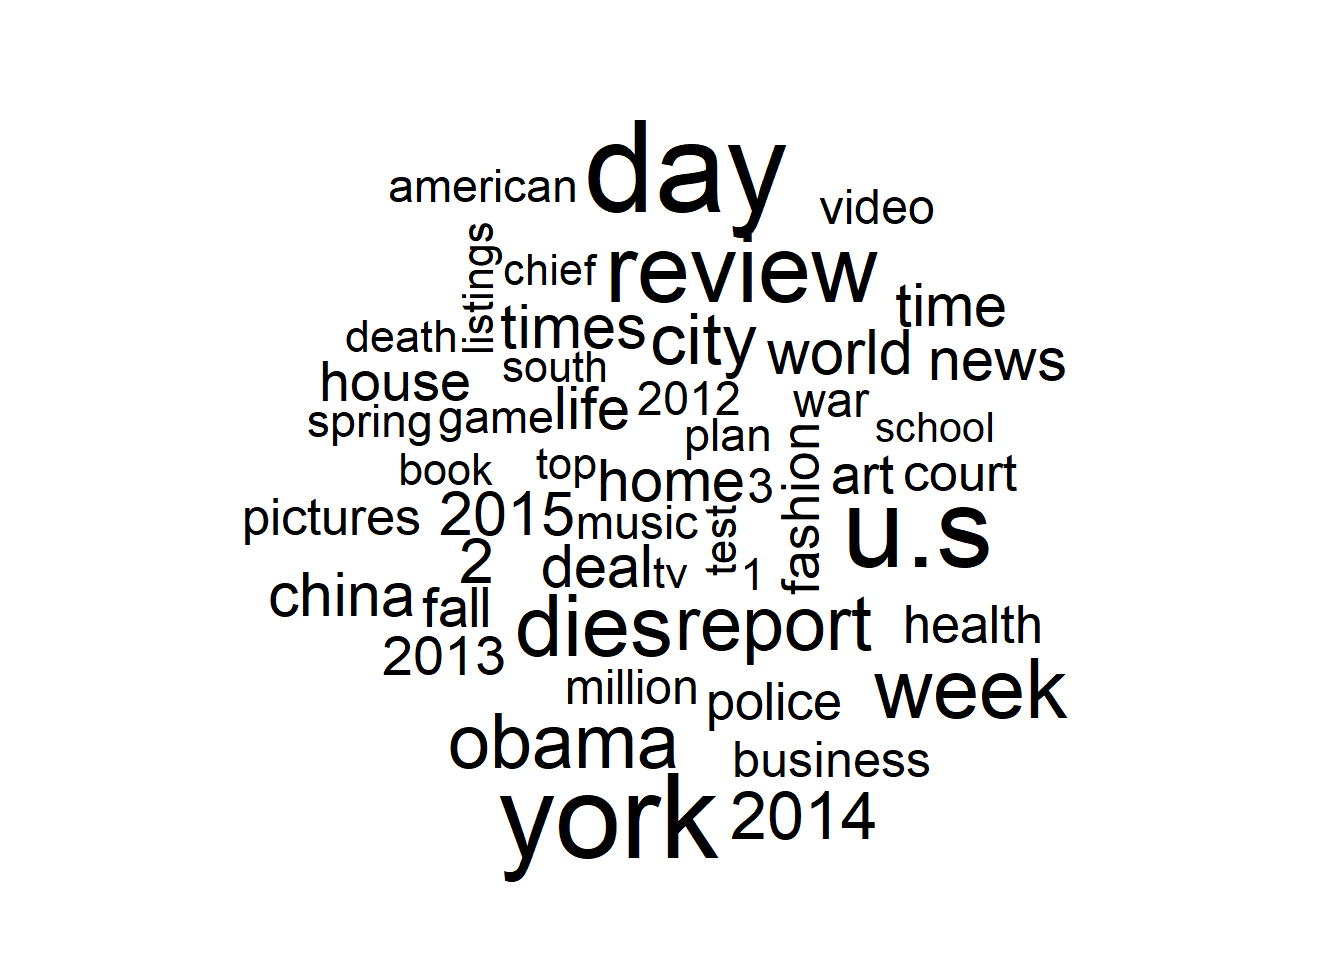 day
american
video
listings
chief
review
time
death
times
city
world
news
south
house
life
2012
war
spring
game
plan
school
book
top
home
3
fashion
art
court
pictures
2015
music
test
u.s
2
deal
tv
1
china
fall
dies
report
health
2013
million
police
week
obama
business
york
2014